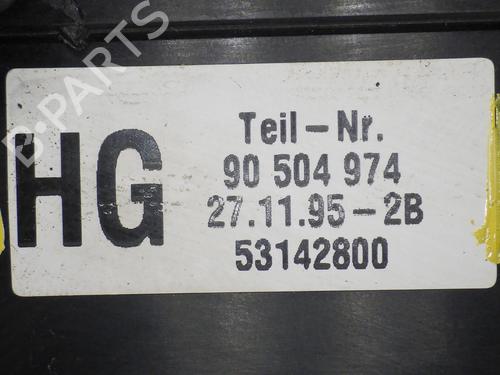 B-PARTS
HG
Teil-Nr.
90 504 974
27.11.95-2B
53142800